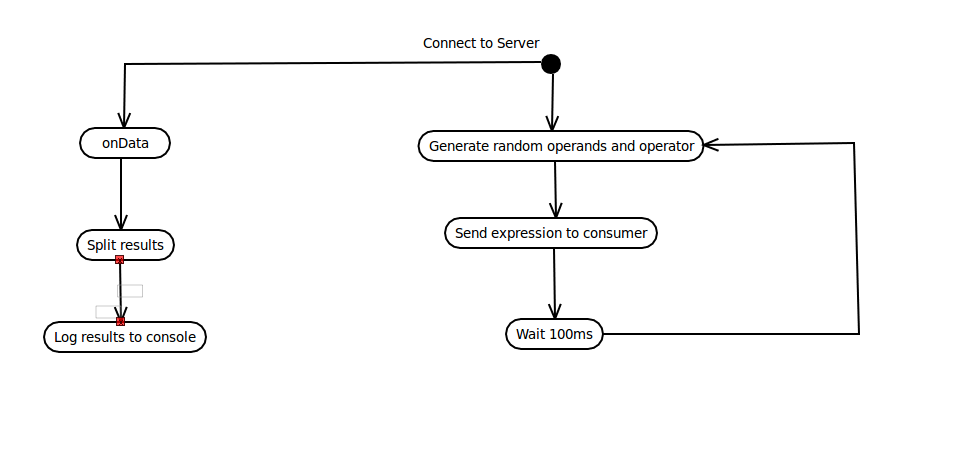 Connect to Server
onData
Generate random operands and operator
Split results
Send expression to consumer
Log results to console
Wait 100ms